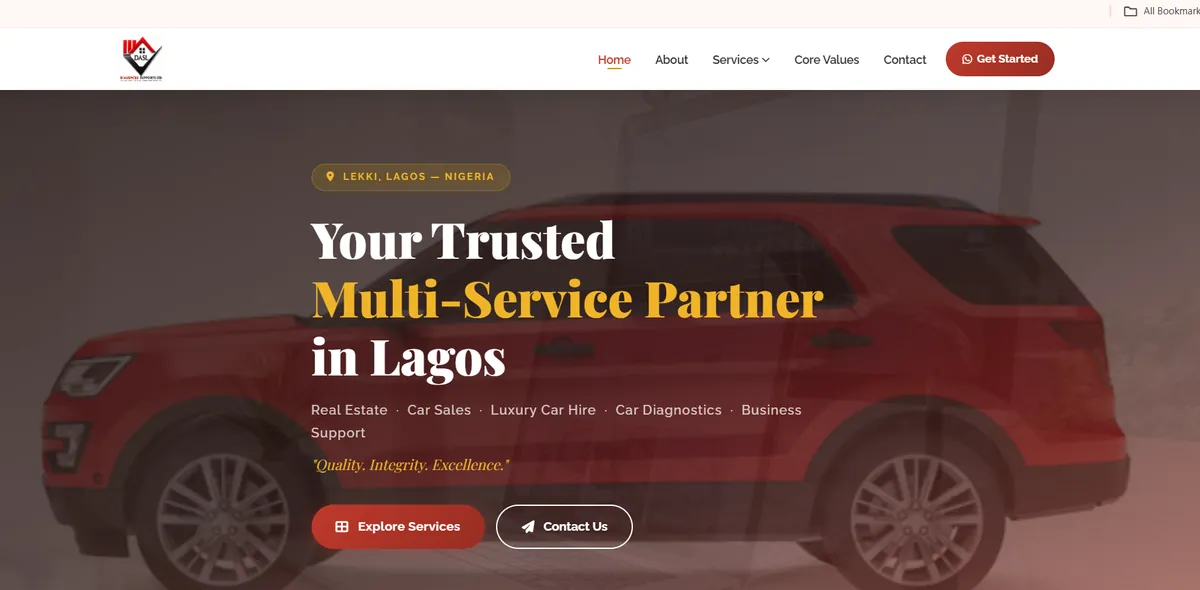 All Bookmark
DASL
Home
About
Services
Core Values
Contact
Get Started
LEKKI, LAGOS — NIGERIA
Your Trusted
Multi-Service Partner
in Lagos
Real Estate · Car Sales · Luxury Car Hire · Car Diagnostics · Business
Support
"Quality. Integrity. Excellence."
Explore Services
Contact Us